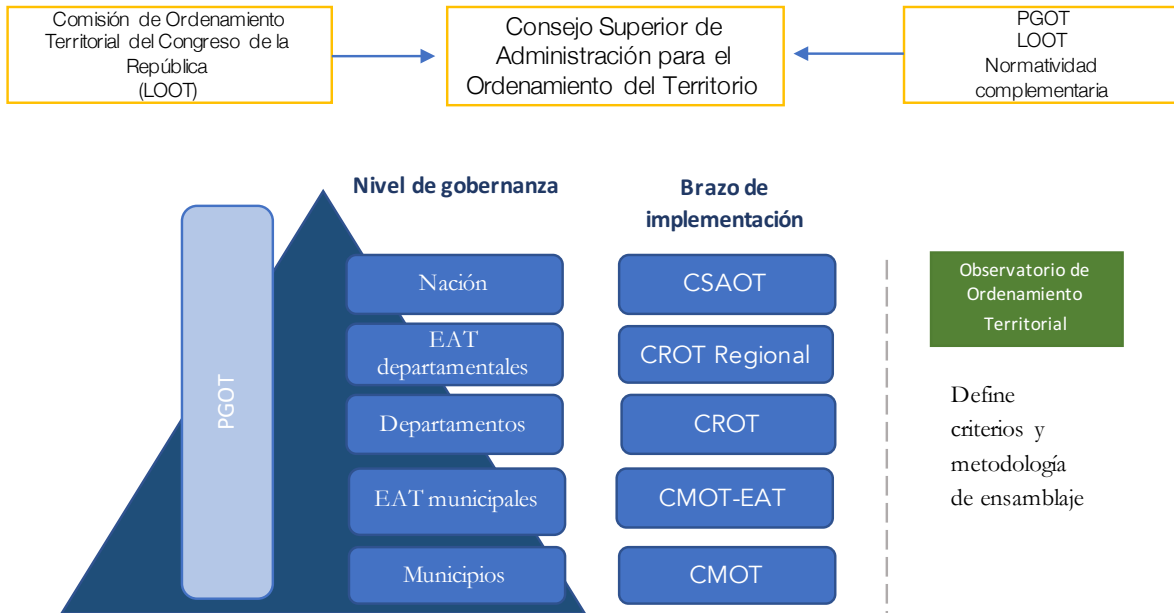 Comisión de Ordenamiento
Territorial del Congreso de la
República
(LOOT)
Consejo Superior de
Administración para el
Ordenamiento del Territorio
PGOT
LOOT
Normatividad
complementaria
Nivel de gobernanza
Brazo de
implementación
PGOT
Nación
CSAOT
EAT
departamentales
CROT Regional
Departamentos
CROT
EAT municipales
CMOT-EAT
Municipios
CMOT
Observatorio de
Ordenamiento
Territorial
Define
criterios y
metodología
de ensamblaje